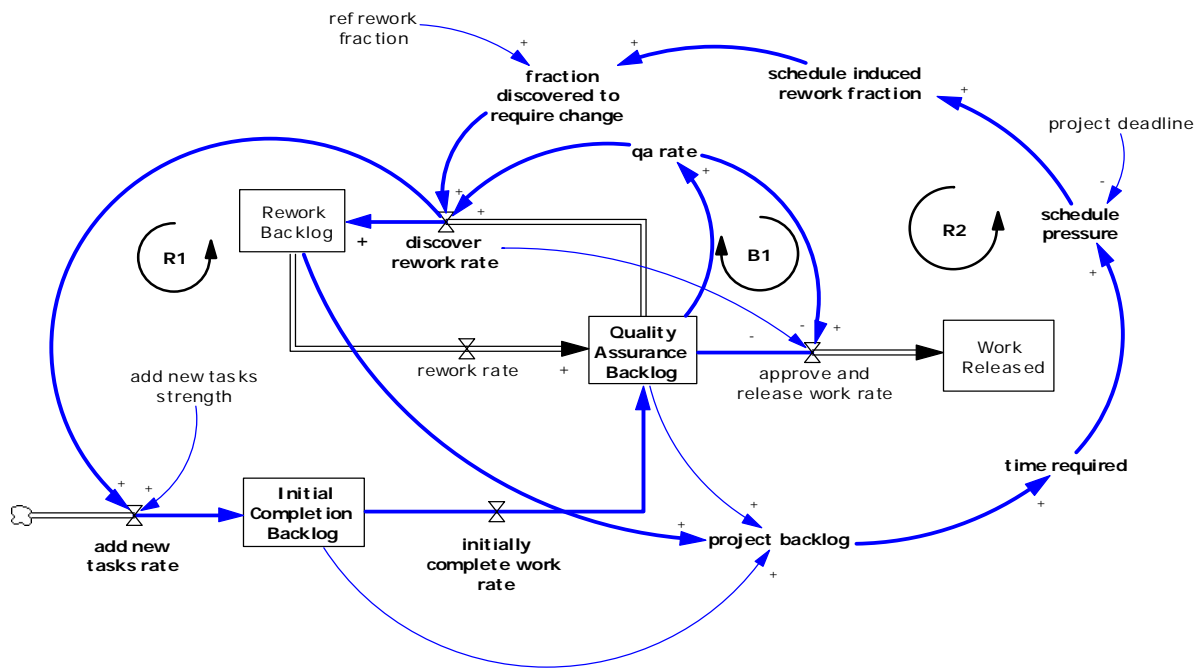 ref rework
fraction
+
+
fraction
discovered to
require change
schedule induced
rework fraction
+
project deadline
-
qa rate
+
+
+
Rework
Backlog
+
discover
rework rate
R1
B1
R2
schedule
pressure
+
Quality
Assurance
Backlog
-
-
+
approve and
release work rate
Work
Released
rework rate
+
add new tasks
strength
+
+
add new
tasks rate
Initial
Completion
Backlog
initially
complete work
rate
+
+
project backlog
+
time required
+